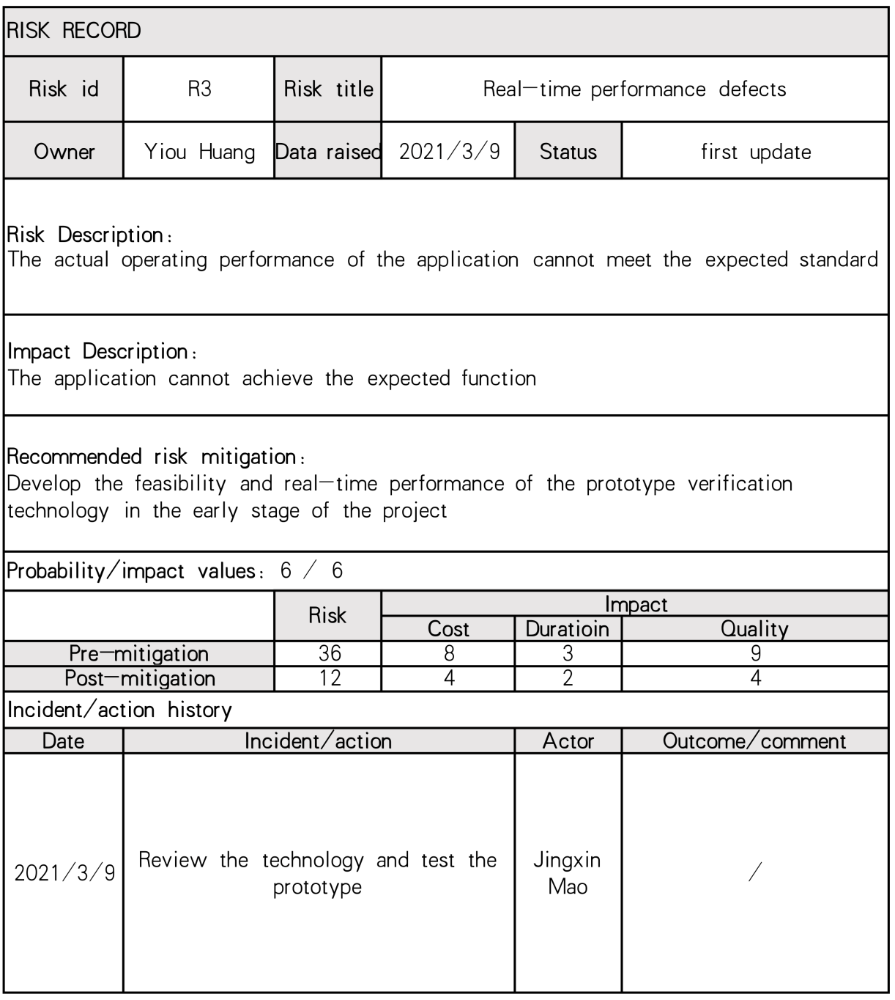 RISK RECORD
Risk id R3 Risk title Real-time performance defects
Owner Yiou Huang Data raised 2021/3/9 Status first update
Risk Description:
The actual operating performance of the application cannot meet the expected standard
Impact Description:
The application cannot achieve the expected function
Recommended risk mitigation:
Develop the feasibility and real-time performance of the prototype verification
technology in the early stage of the project
Probability/impact values: 6 / 6
Risk Impact
Cost Duratioin Quality
Pre-mitigation 36 8 3 9
Post-mitigation 12 4 2 4
Incident/action history
Date Incident/action Actor Outcome/comment
2021/3/9 Review the technology and test the
prototype
Jingxin
Mao
/